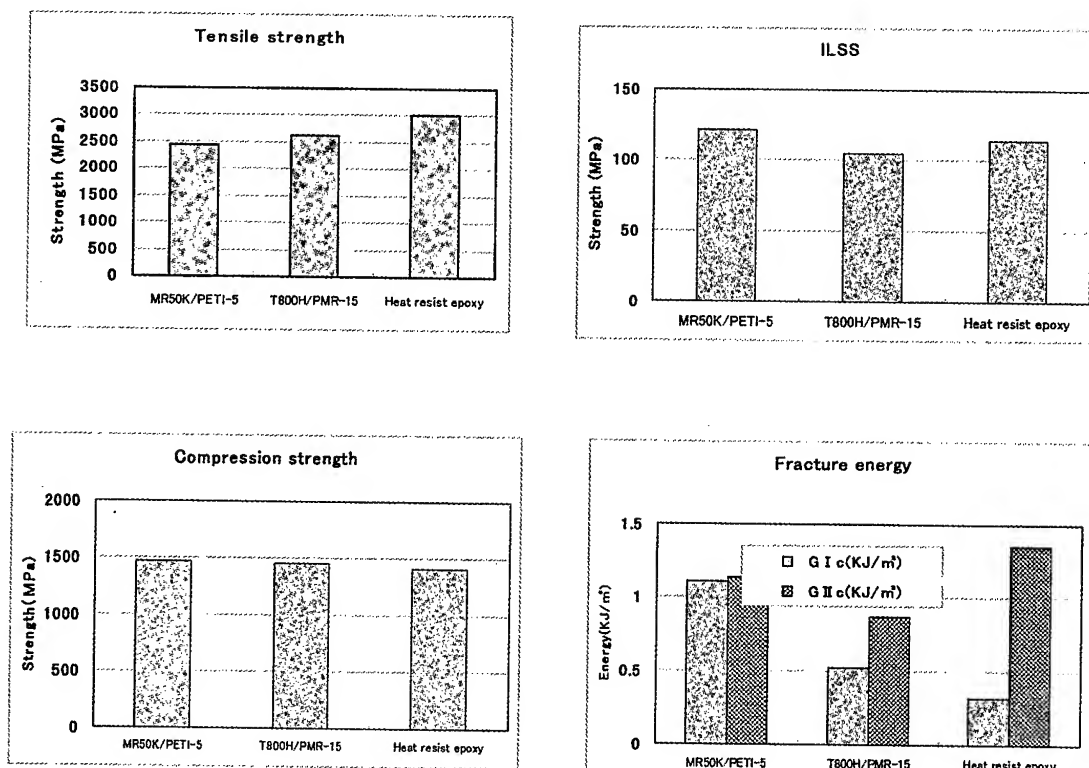 Tensile strength
3500
3000
2500
2000
1500
1000
500
0
Strength (MPa)
MR50K/PETI-5 T800H/PMR-15 Heat resist epoxy
ILSS
150
100
50
0
Strength (MPa)
MR50K/PETI-5 T800H/PMR-15 Heat resist epoxy
Compression strength
2000
1500
1000
500
0
Strength(MPa)
MR50K/PETI-5 T800H/PMR-15 Heat resist epoxy
Fracture energy
1.5
1
0.5
0
Energy(KJ/㎡)
GⅠc(KJ/㎡)
GⅡc(KJ/㎡)
MR50K/PETI-5 T800H/PMR-15 Heat resist epoxy